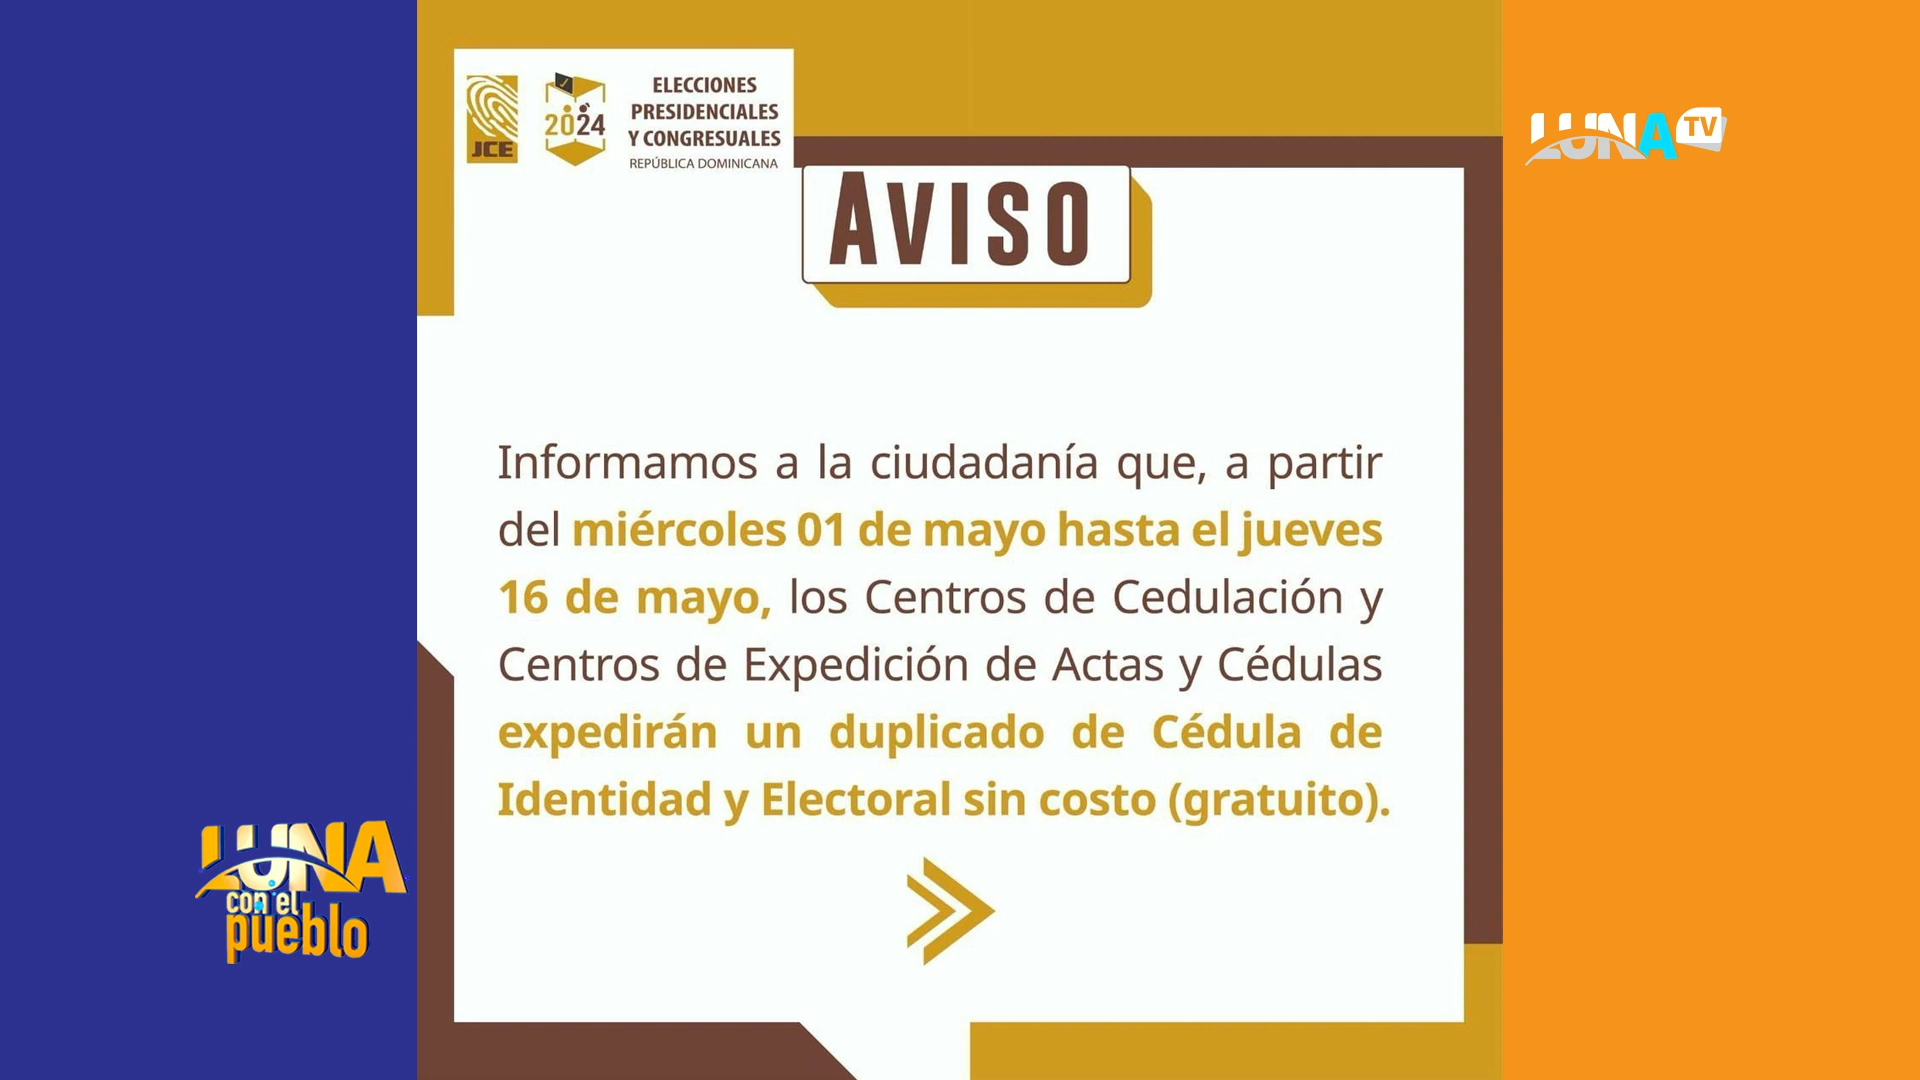 JCE
2024
ELECCIONES
PRESIDENCIALES
Y CONGRESUALES
REPÚBLICA DOMINICANA
LUNA TV
AVISO
Informamos a la ciudadanía que, a partir
del miércoles 01 de mayo hasta el jueves
16 de mayo, los Centros de Cedulación y
Centros de Expedición de Actas y Cédulas
expedirán un duplicado de Cédula de
Identidad y Electoral sin costo (gratuito).
LUNA
con el
pueblo